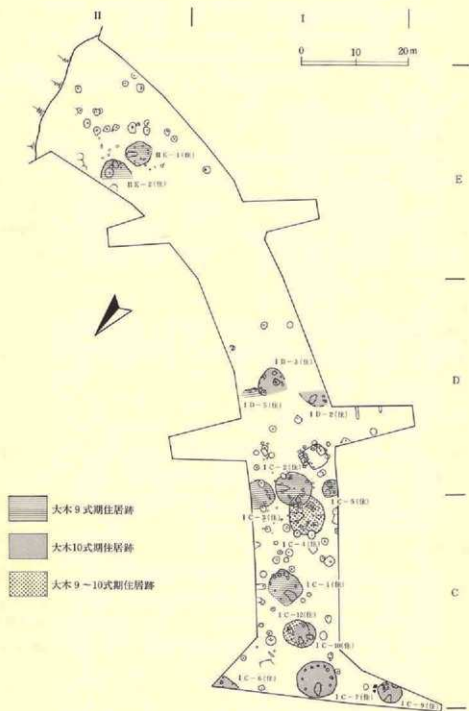 II I
0 10 20m
II E-1(住)
II E-2(住)
E
I D-3(住)
I D-5(住) I D-2(住)
D
I C-2(住)
I C-5(住)
I C-3(住)
I C-4(住)
大木9式期住居跡
大木10式期住居跡
大木9～10式期住居跡
I C-1(住)
C
I C-12(住)
I C-10(住)
I C-6(住)
I C-7(住)